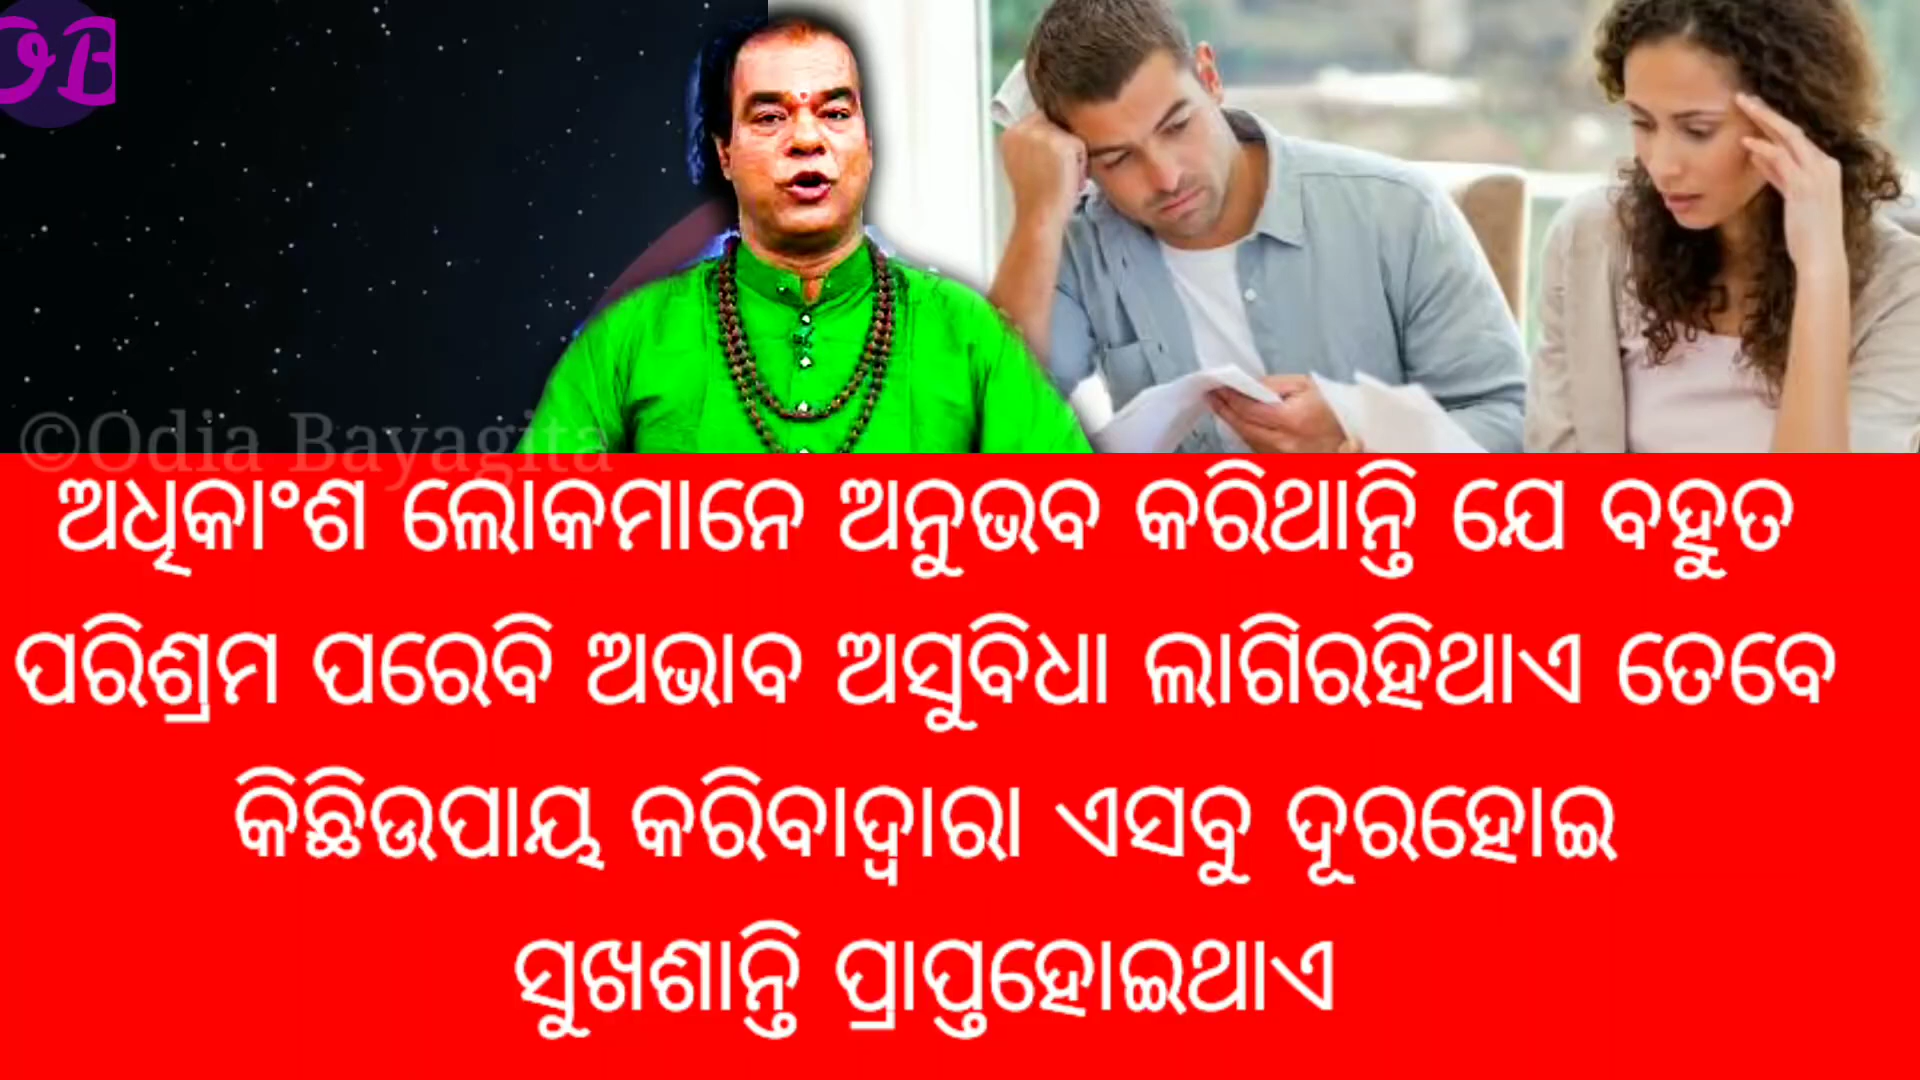 OB
©Odia Bayagita
ଅଧିକାଂଶ ଲୋକମାନେ ଅନୁଭବ କରିଥାନ୍ତି ଯେ ବହୁତ
ପରିଶ୍ରମ ପରେବି ଅଭାବ ଅସୁବିଧା ଲାଗିରହିଥାଏ ତେବେ
କିଛିଉପାୟ କରିବାଦ୍ୱାରା ଏସବୁ ଦୂରହୋଇ
ସୁଖଶାନ୍ତି ପ୍ରାପ୍ତହୋଇଥାଏ